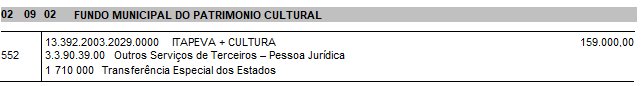 02 09 02 FUNDO MUNICIPAL DO PATRIMONIO CULTURAL
13.392.2003.2029.0000 ITAPEVA + CULTURA 159.000,00
552 3.3.90.39.00 Outros Serviços de Terceiros – Pessoa Jurídica
1 710 000 Transferência Especial dos Estados